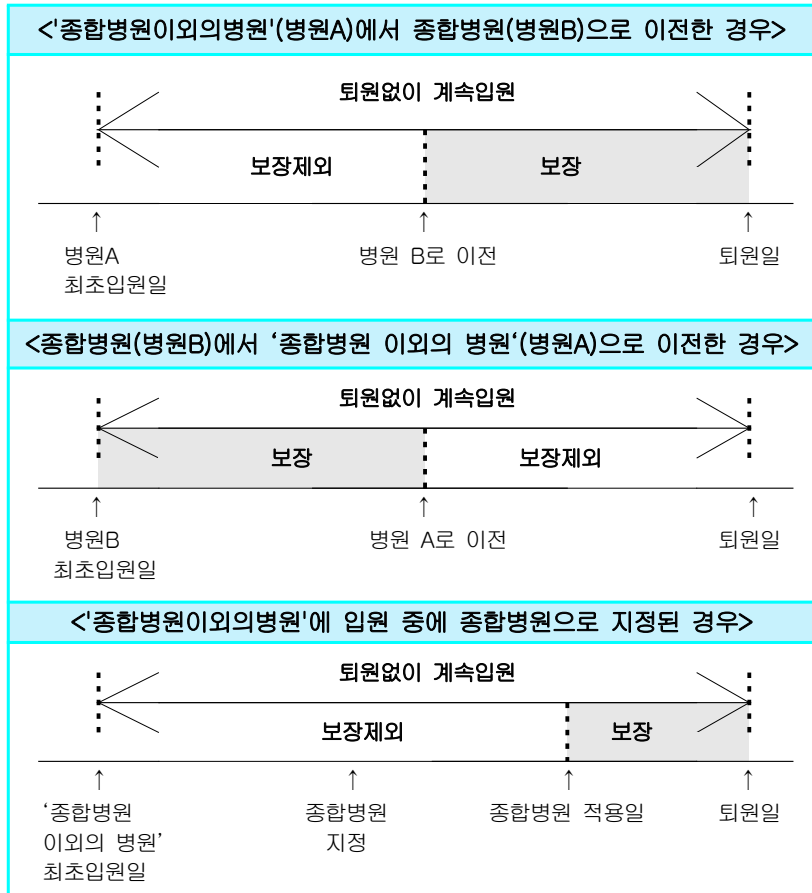 <'종합병원이외의병원'(병원A)에서 종합병원(병원B)으로 이전한 경우>
퇴원없이 계속입원
보장제외 보장
↑ ↑ ↑
병원A 병원 B로 이전 퇴원일
최초입원일
<종합병원(병원B)에서 ‘종합병원 이외의 병원‘(병원A)으로 이전한 경우>
퇴원없이 계속입원
보장 보장제외
↑ ↑ ↑
병원B 병원 A로 이전 퇴원일
최초입원일
<'종합병원이외의병원'에 입원 중에 종합병원으로 지정된 경우>
퇴원없이 계속입원
보장제외 보장
↑ ↑ ↑ ↑
‘종합병원 종합병원 종합병원 적용일 퇴원일
이외의 병원’ 지정
최초입원일